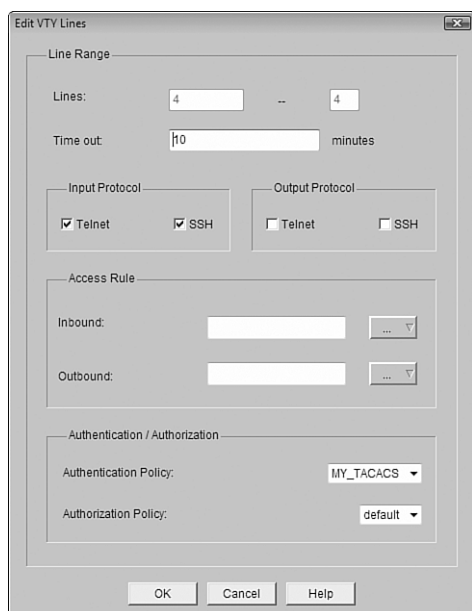 Edit VTY Lines
Line Range
Lines: 4 -- 4
Time out: 10 minutes
Input Protocol
Telnet SSH
Output Protocol
Telnet SSH
Access Rule
Inbound: ...
Outbound: ...
Authentication / Authorization
Authentication Policy: MY_TACACS
Authorization Policy: default
OK Cancel Help